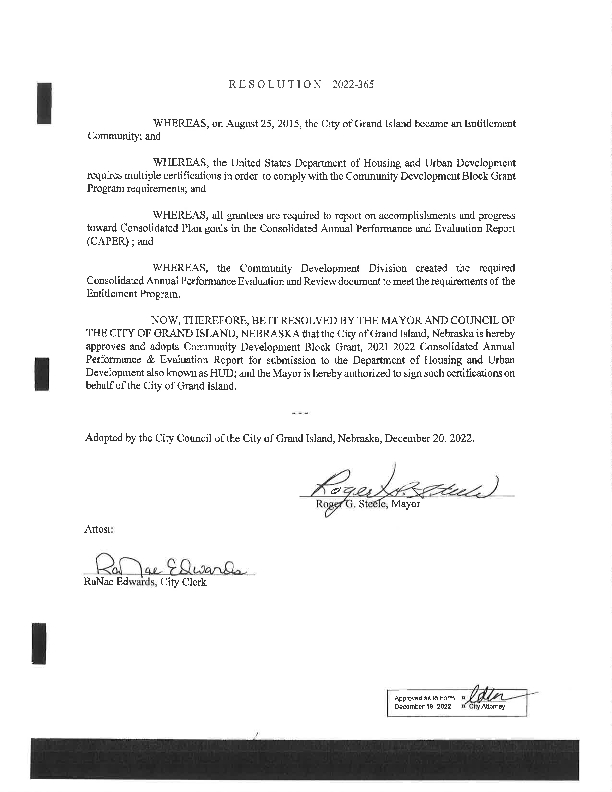 RESOLUTION 2022-365
WHEREAS, on August 25, 2015, the City of Grand Island became an Entitlement
Community; and
WHEREAS, the United States Department of Housing and Urban Development
requires multiple certifications in order to comply with the Community Development Block Grant
Program requirements; and
WHEREAS, all grantees are required to report on accomplishments and progress
toward Consolidated Plan goals in the Consolidated Annual Performance and Evaluation Report
(CAPER) ; and
WHEREAS, the Community Development Division created the required
Consolidated Annual Performance Evaluation and Review document to meet the requirements of the
Entitlement Program.
NOW, THEREFORE, BE IT RESOLVED BY THE MAYOR AND COUNCIL OF
THE CITY OF GRAND ISLAND, NEBRASKA that the City of Grand Island, Nebraska is hereby
approves and adopts Community Development Block Grant, 2021 2022 Consolidated Annual
Performance & Evaluation Report for submission to the Department of Housing and Urban
Development also known as HUD; and the Mayor is hereby authorized to sign such certifications on
behalf of the City of Grand Island.
- - -
Adopted by the City Council of the City of Grand Island, Nebraska, December 20, 2022.
Roger G. Steele
Roger G. Steele, Mayor
Attest:
RaNae Edwards
RaNae Edwards, City Clerk
Approved as to Form ¤
December 19, 2022 ¤ City Attorney